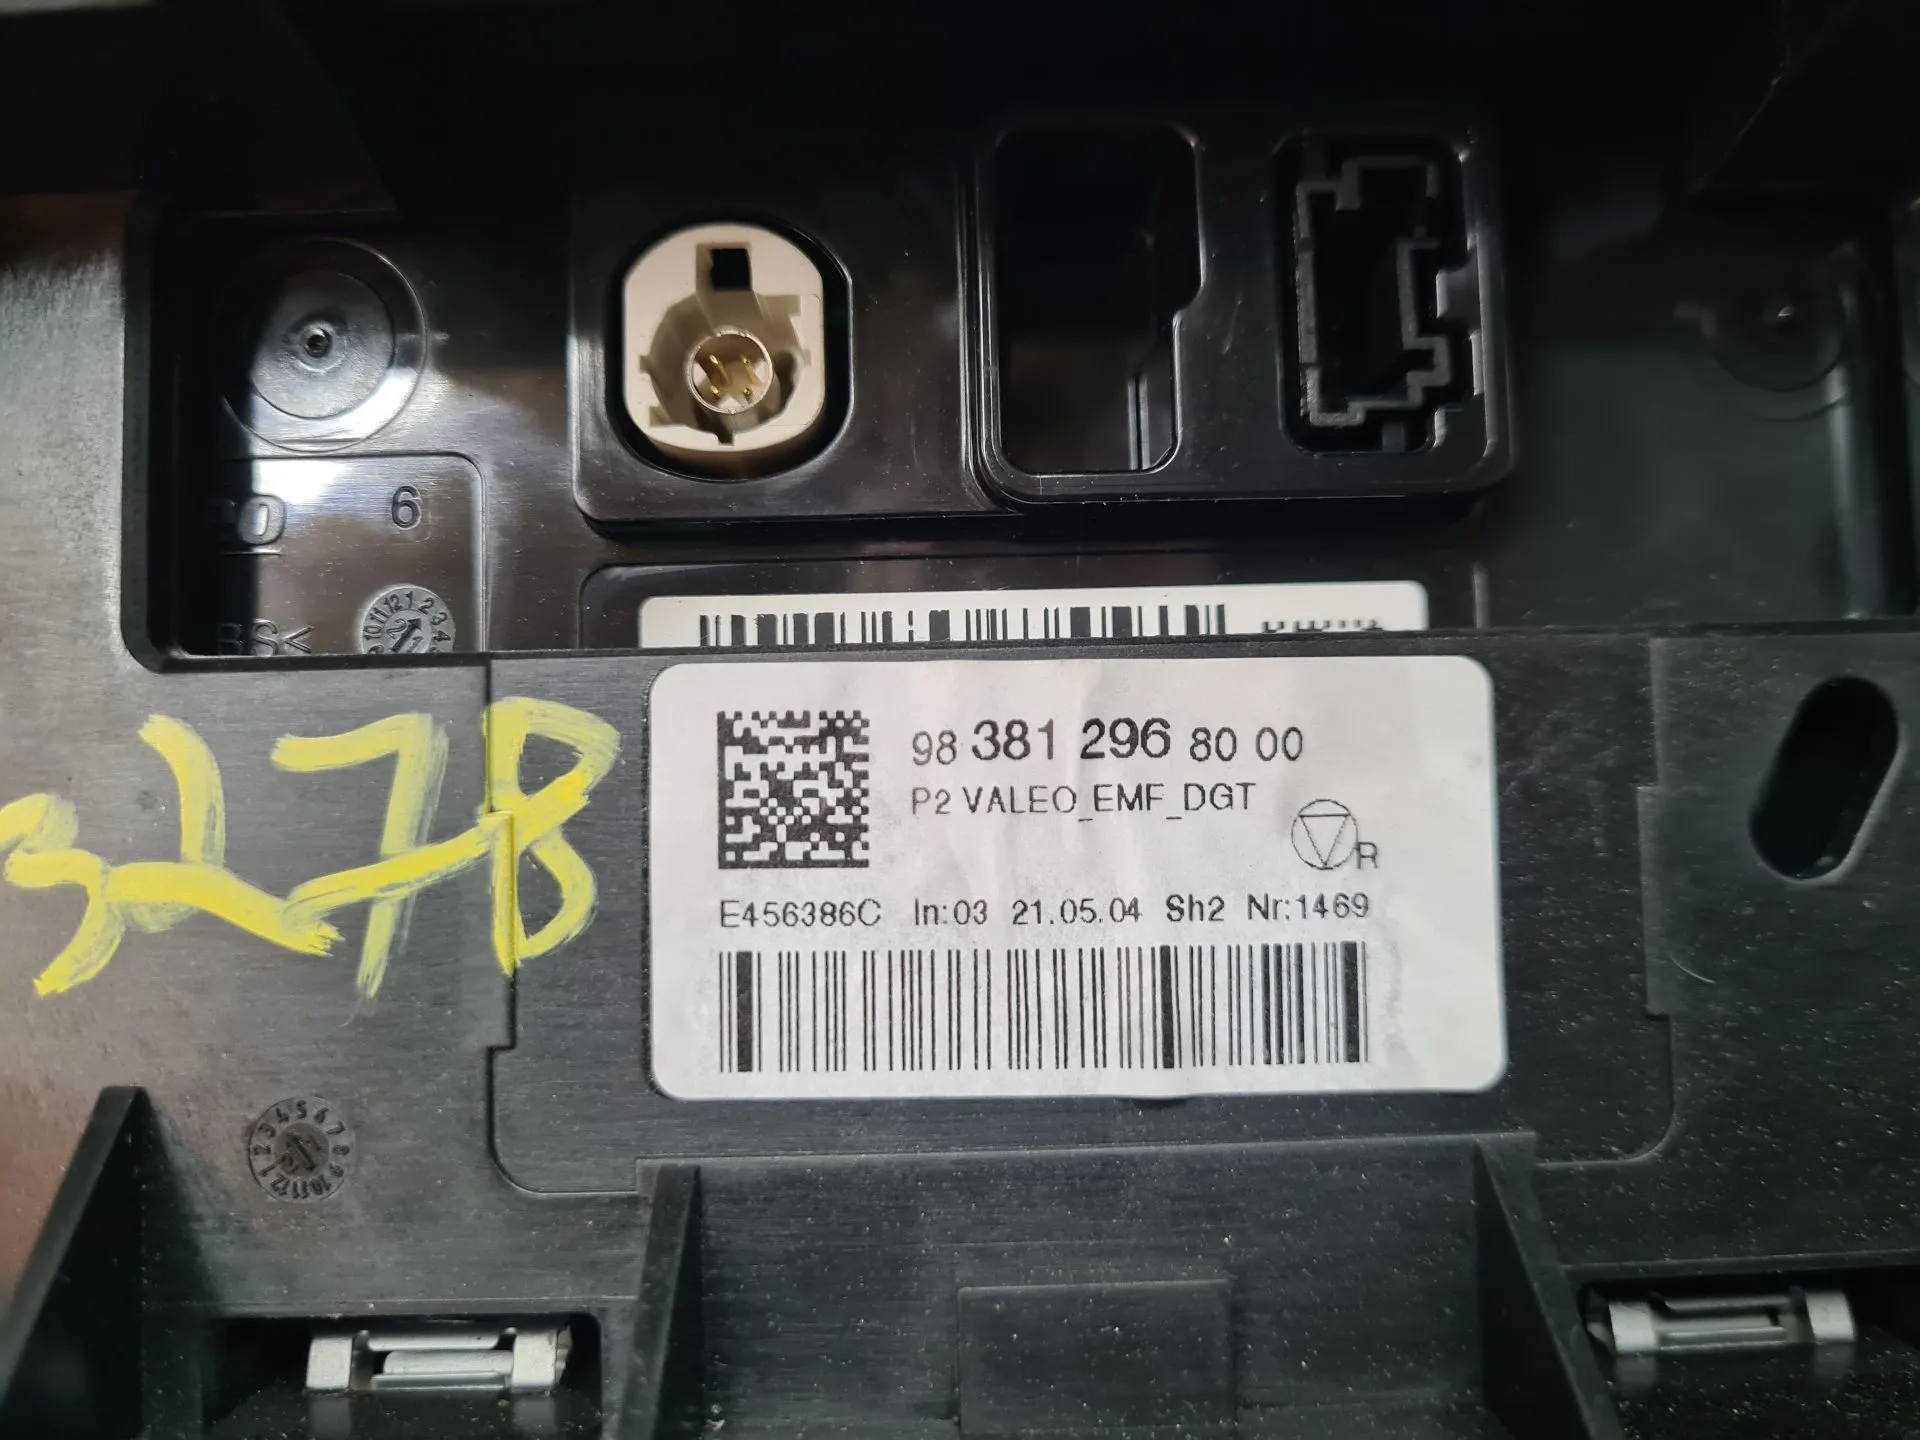 6
98 381 296 80 00
P2 VALEO_EMF_DGT
R
E456386C In:03 21.05.04 Sh2 Nr:1469